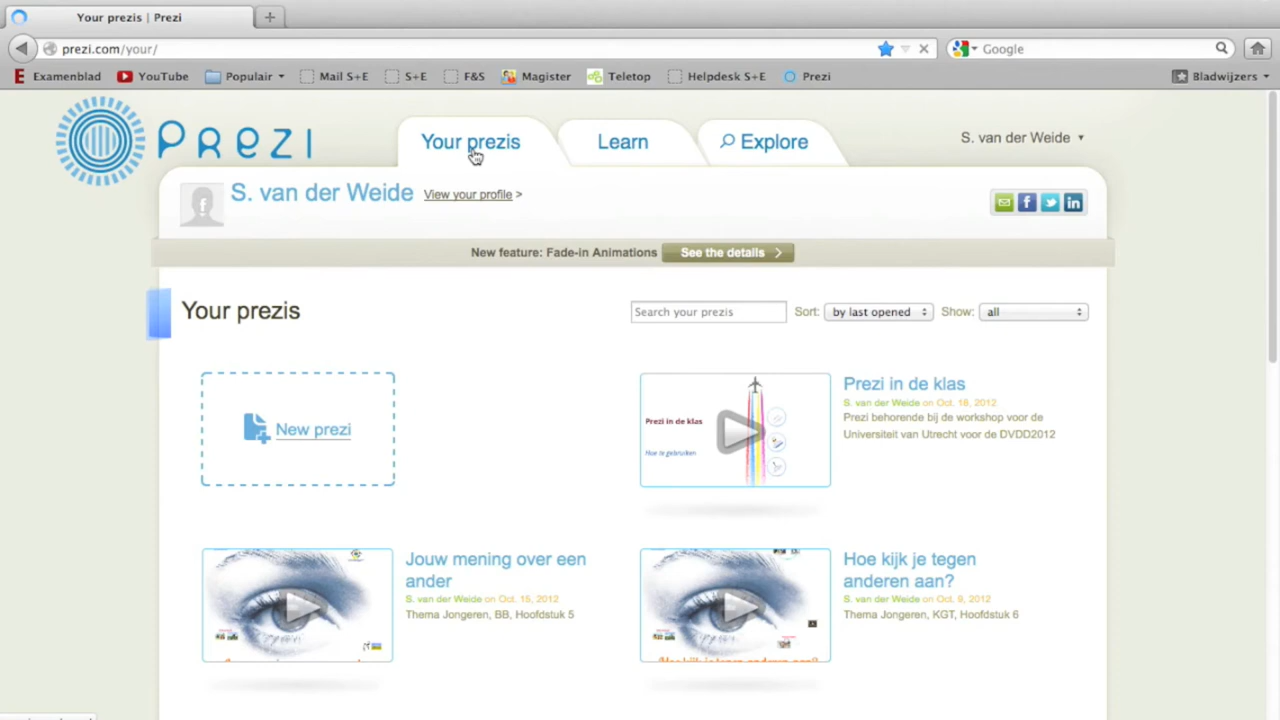 Your prezis | Prezi
prezi.com/your/
Google
Examenblad YouTube Populair Mail S+E S+E F&S Magister Teletop Helpdesk S+E Prezi Bladwijzers
Prezi
Your prezis Learn Explore
S. van der Weide
S. van der Weide View your profile >
New feature: Fade-in Animations See the details >
Your prezis
Search your prezis Sort: by last opened Show: all
New prezi
Prezi in de klas
Hoe te gebruiken
Prezi in de klas
S. van der Weide on Oct. 18, 2012
Prezi behorende bij de workshop voor de
Universiteit van Utrecht voor de DVDD2012
Jouw mening over een
ander
S. van der Weide on Oct. 15, 2012
Thema Jongeren, BB, Hoofdstuk 5
Hoe kijk je tegen
anderen aan?
S. van der Weide on Oct. 9, 2012
Thema Jongeren, KGT, Hoofdstuk 6